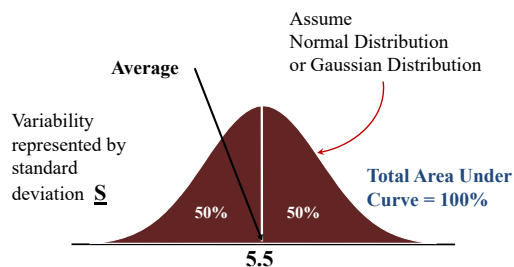 Assume
Normal Distribution
or Gaussian Distribution
Average
Variability
represented by
standard
deviation S
Total Area Under
Curve = 100%
50%
50%
5.5